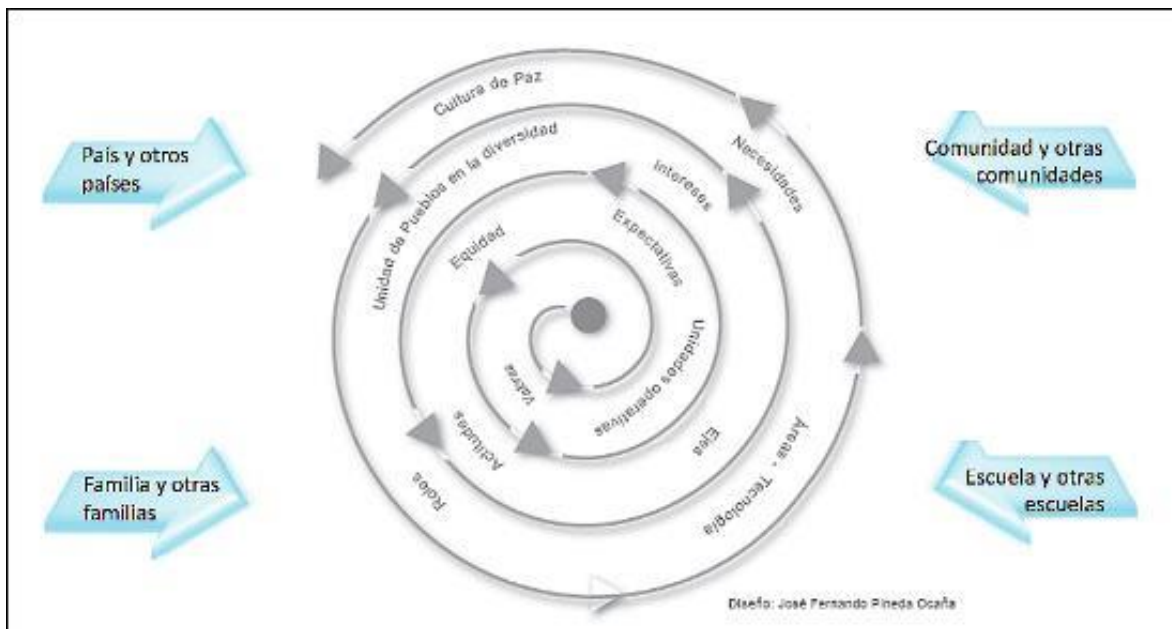 Cultura de Paz
Unidad de Pueblos en la diversidad
Equidad
Necesidades
Intereses
Expectativas
Valores
Actitudes
Roles
Unidades operativas
Ejes
Áreas - Tecnología
País y otros
países
Comunidad y otras
comunidades
Familia y otras
familias
Escuela y otras
escuelas
Diseño: José Fernando Pineda Ocaña